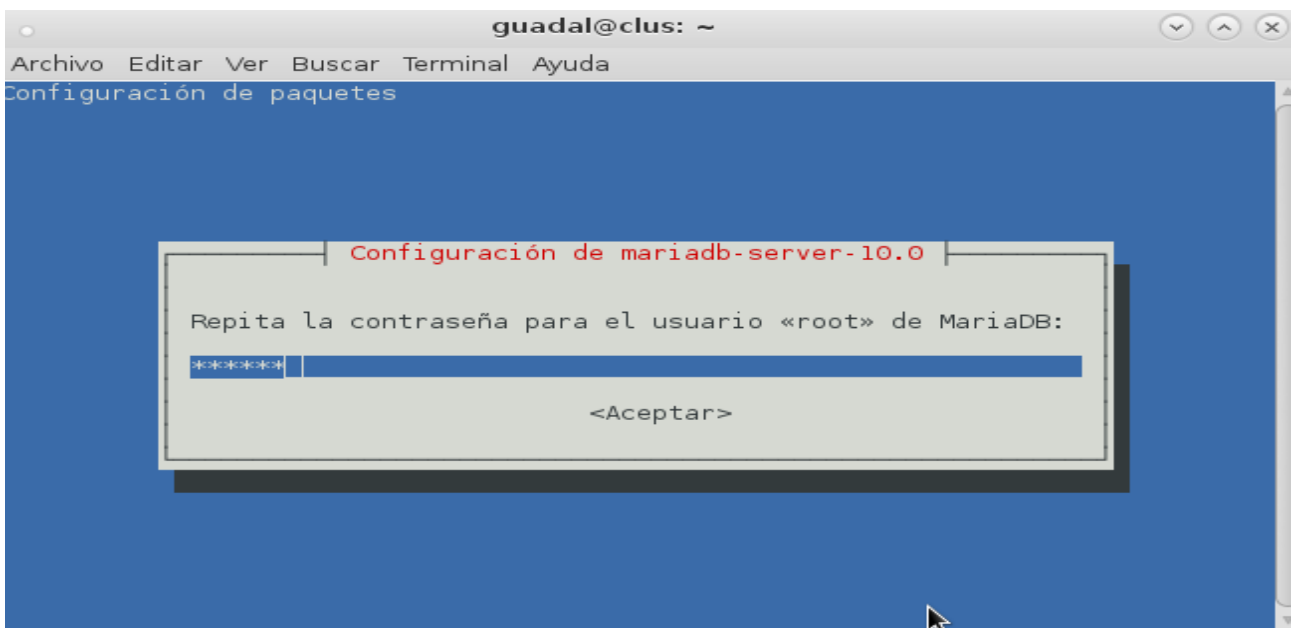 guadal@clus: ~
Archivo Editar Ver Buscar Terminal Ayuda
Configuración de paquetes
Configuración de mariadb-server-10.0
Repita la contraseña para el usuario «root» de MariaDB:
******
<Aceptar>